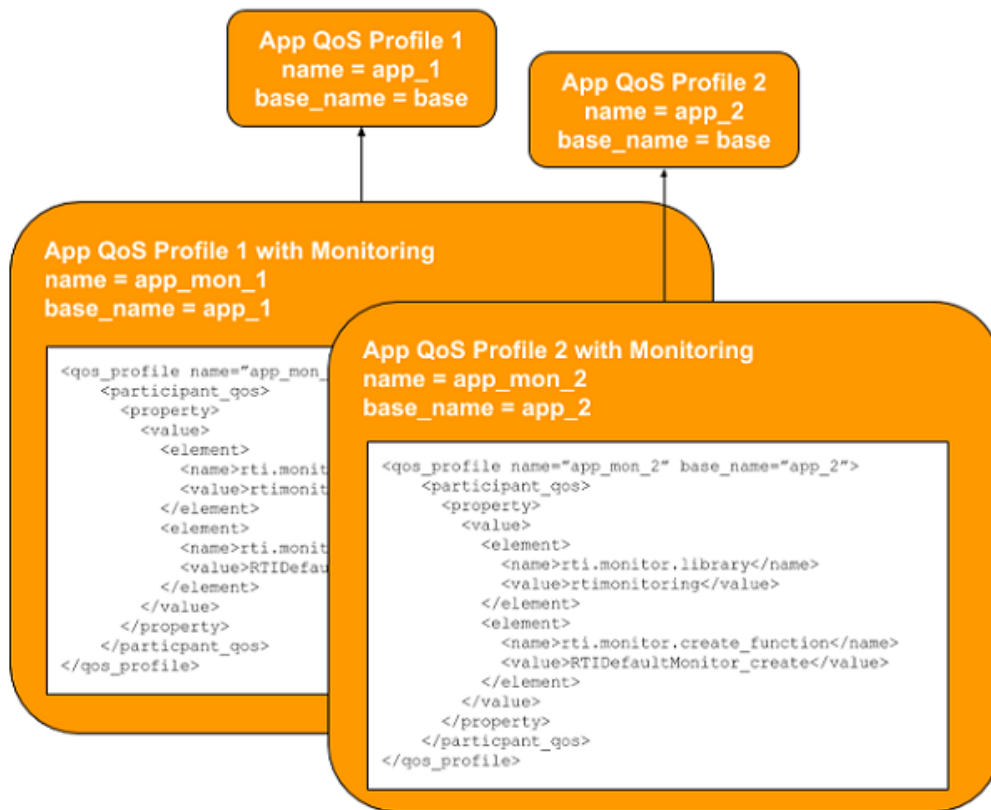 App QoS Profile 1
name = app_1
base_name = base
App QoS Profile 2
name = app_2
base_name = base
App QoS Profile 1 with Monitoring
name = app_mon_1
base_name = app_1
<qos_profile name=”app_mon_
<participant_qos>
<property>
<value>
<element>
<name>rti.monit
<value>rtimonit
</element>
<element>
<name>rti.monit
<value>RTIDefau
</element>
</value>
</property>
</particpant_qos>
</qos_profile>
App QoS Profile 2 with Monitoring
name = app_mon_2
base_name = app_2
<qos_profile name=”app_mon_2” base_name=”app_2”>
<participant_qos>
<property>
<value>
<element>
<name>rti.monitor.library</name>
<value>rtimonitoring</value>
</element>
<element>
<name>rti.monitor.create_function</name>
<value>RTIDefaultMonitor_create</value>
</element>
</value>
</property>
</particpant_qos>
</qos_profile>